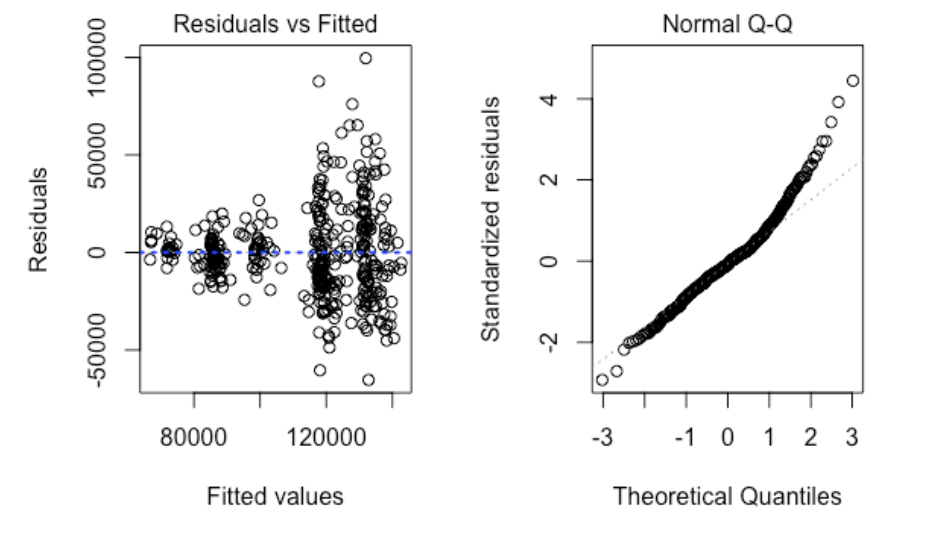 Residuals vs Fitted
Residuals
100000
50000
0
-50000
80000
120000
Fitted values
Normal Q-Q
Standardized residuals
4
2
0
-2
-3
-1
0
1
2
3
Theoretical Quantiles